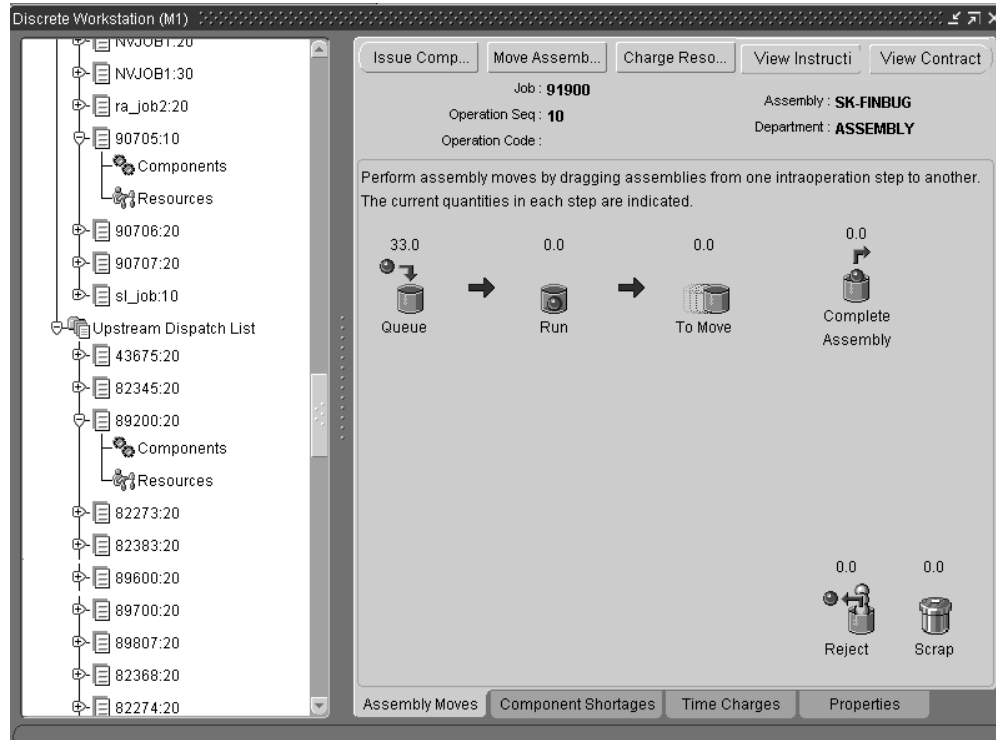 Discrete Workstation (M1)
NVJOB1:20
NVJOB1:30
ra_job2:20
90705:10
Components
Resources
90706:20
90707:20
sl_job:10
Upstream Dispatch List
43675:20
82345:20
89200:20
Components
Resources
82273:20
82383:20
89600:20
89700:20
89807:20
82368:20
82274:20
Issue Comp... Move Assemb... Charge Reso... View Instructi View Contract
Job : 91900
Operation Seq : 10
Operation Code :
Assembly : SK-FINBUG
Department : ASSEMBLY
Perform assembly moves by dragging assemblies from one intraoperation step to another.
The current quantities in each step are indicated.
33.0 0.0 0.0 0.0
Queue Run To Move Complete
Assembly
0.0 0.0
Reject Scrap
Assembly Moves Component Shortages Time Charges Properties